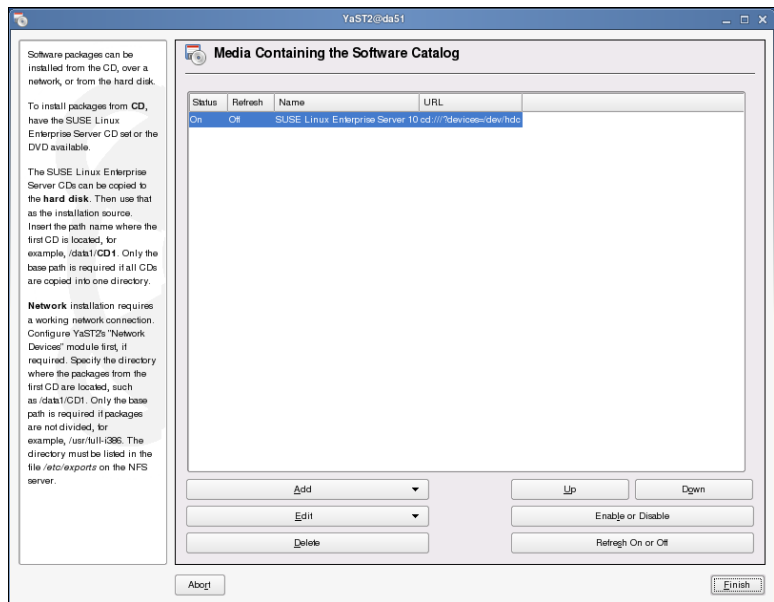 YaST2@da51
Software packages can be
installed from the CD, over a
network, or from the hard disk.
To install packages from CD,
have the SUSE Linux
Enterprise Server CD set or the
DVD available.
The SUSE Linux Enterprise
Server CDs can be copied to
the hard disk. Then use that
as the installation source.
Insert the path name where the
first CD is located, for
example, /data1/CD1. Only the
base path is required if all CDs
are copied into one directory.
Network installation requires
a working network connection.
Configure YaST2's "Network
Devices" module first, if
required. Specify the directory
where the packages from the
first CD are located, such
as /data1/CD1. Only the base
path is required if packages
are not divided, for
example, /usr/full-i386. The
directory must be listed in the
file /etc/exports on the NFS
server.
Media Containing the Software Catalog
Status Refresh Name URL
On Off SUSE Linux Enterprise Server 10 cd:///?devices=/dev/hdc
Add Up Down
Edit Enable or Disable
Delete Refresh On or Off
Abort Finish